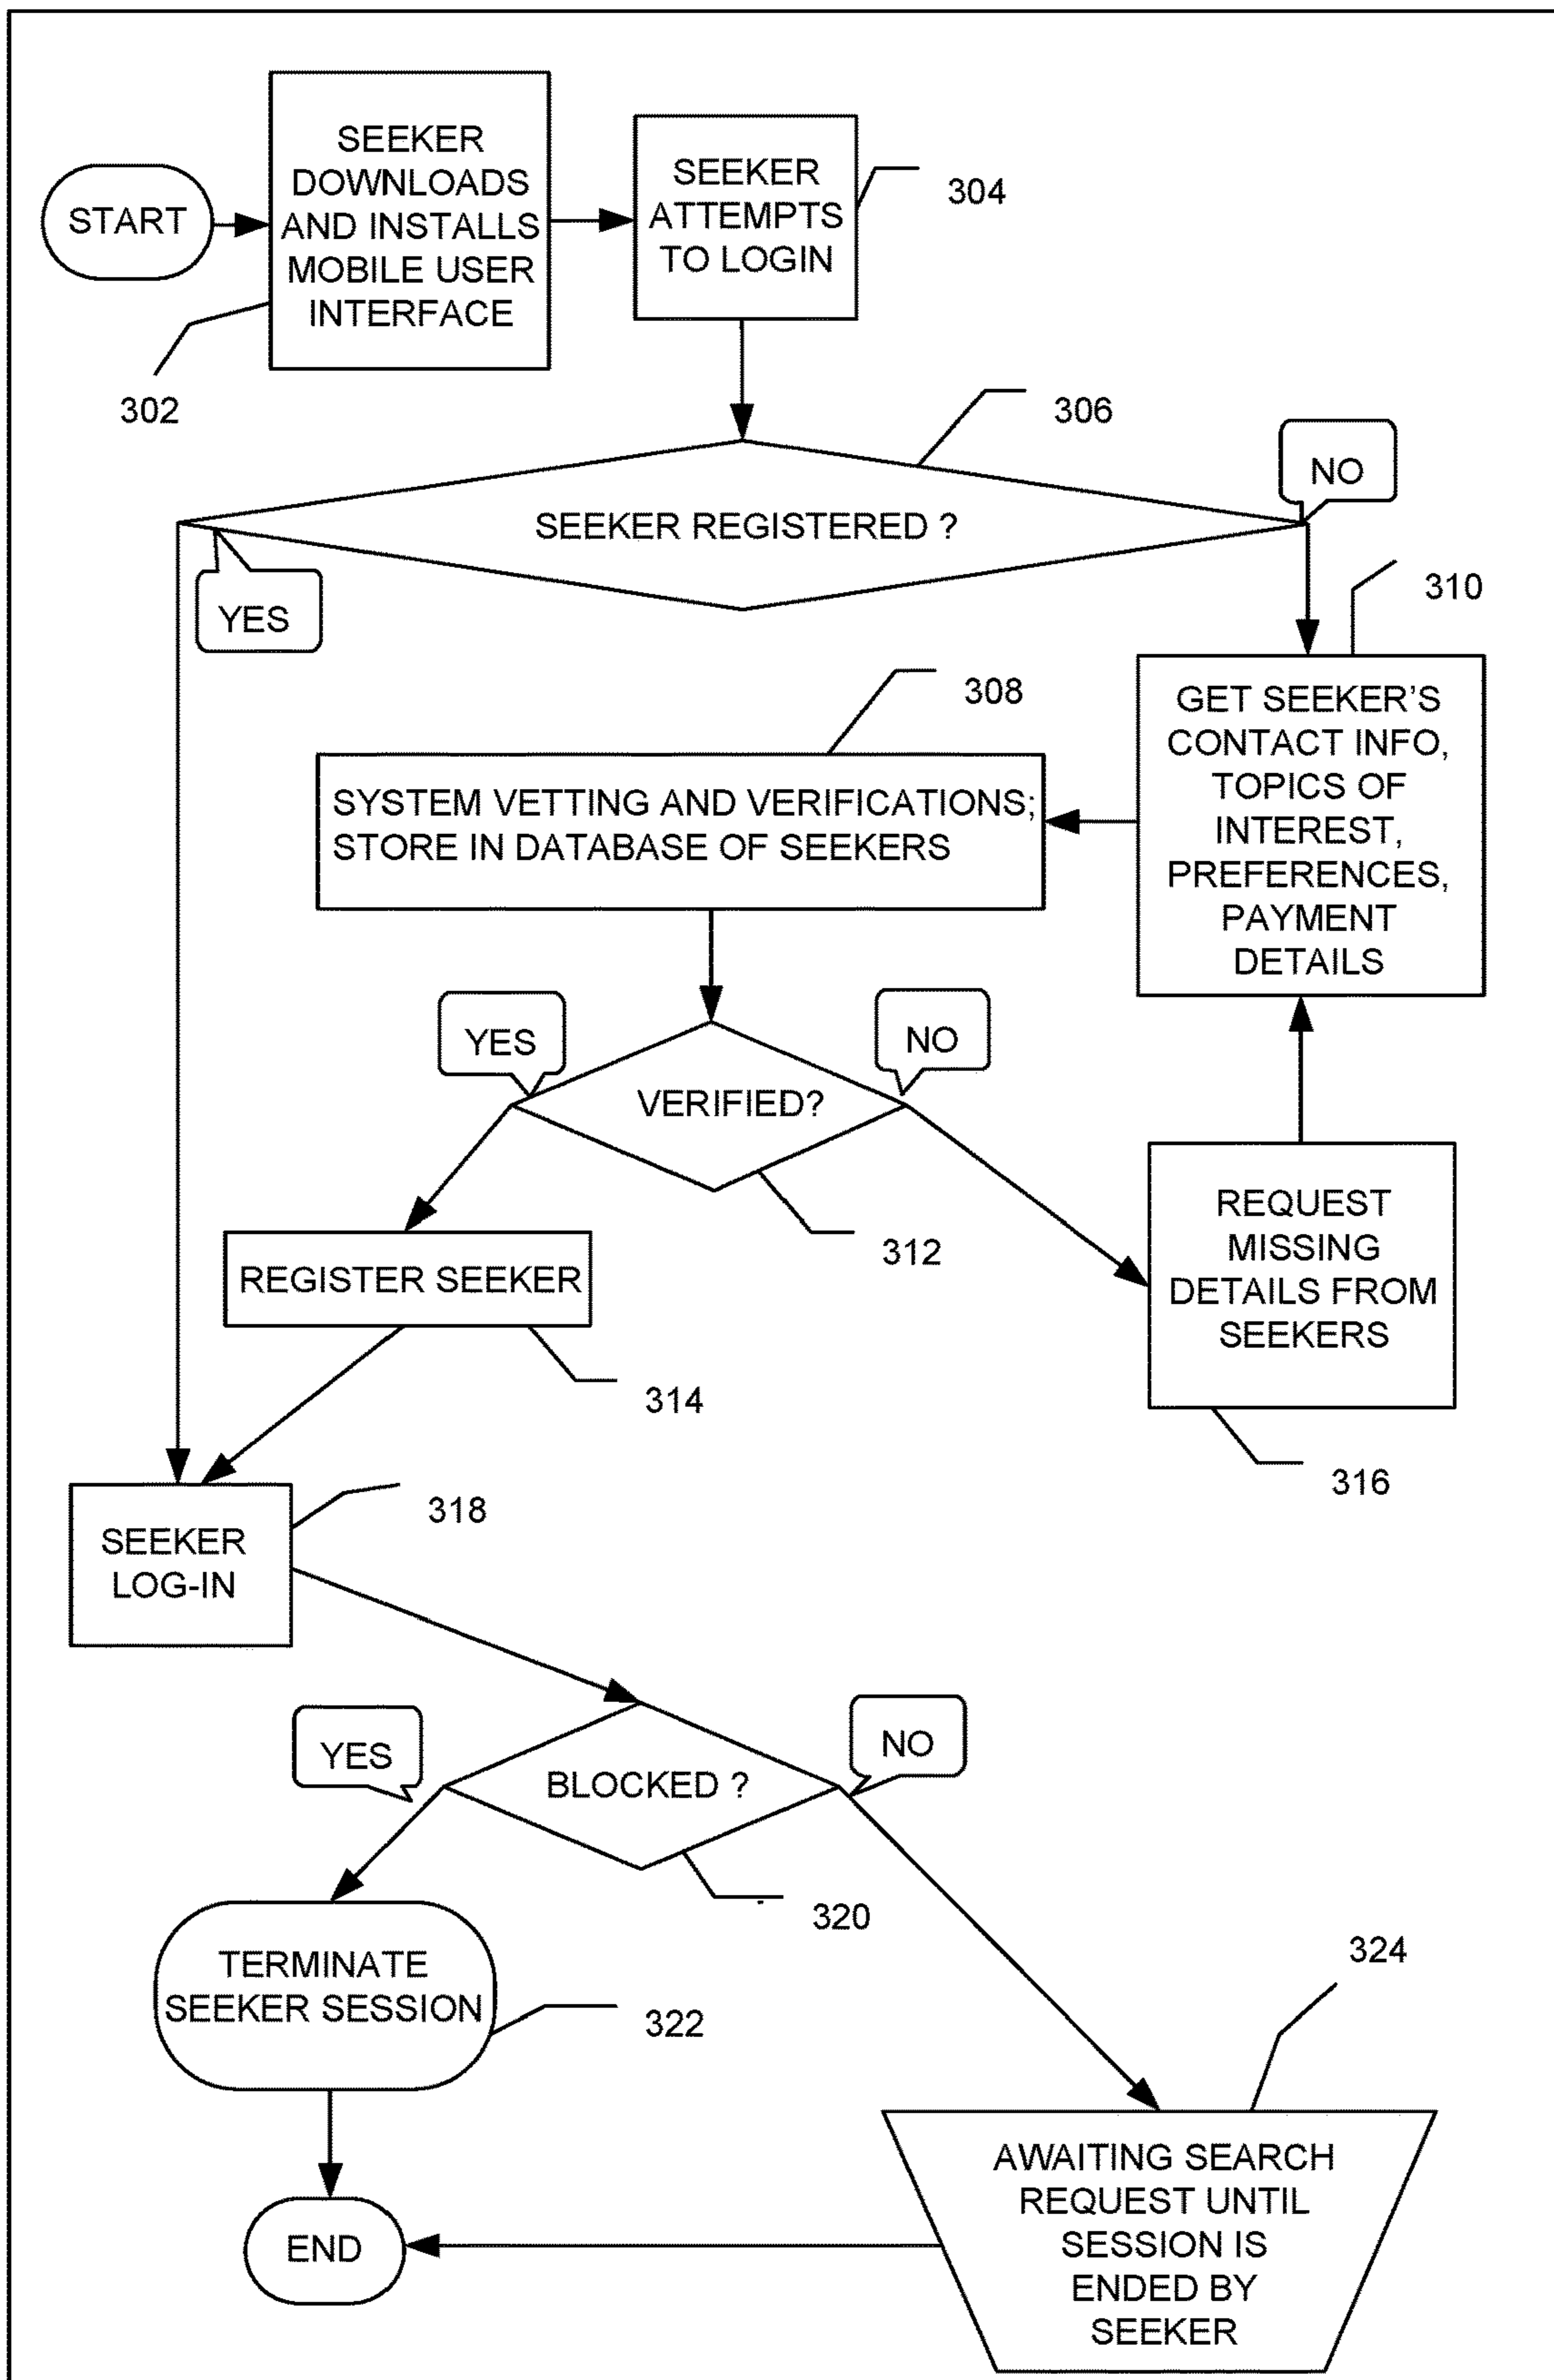 START
SEEKER
DOWNLOADS
AND INSTALLS
MOBILE USER
INTERFACE
302
SEEKER
ATTEMPTS
TO LOGIN
304
306
SEEKER REGISTERED ?
NO
YES
310
GET SEEKER'S
CONTACT INFO,
TOPICS OF
INTEREST,
PREFERENCES,
PAYMENT
DETAILS
308
SYSTEM VETTING AND VERIFICATIONS;
STORE IN DATABASE OF SEEKERS
YES
NO
VERIFIED?
312
REGISTER SEEKER
314
REQUEST
MISSING
DETAILS FROM
SEEKERS
316
SEEKER
LOG-IN
318
YES
NO
BLOCKED ?
320
TERMINATE
SEEKER SESSION
322
324
AWAITING SEARCH
REQUEST UNTIL
SESSION IS
ENDED BY
SEEKER
END